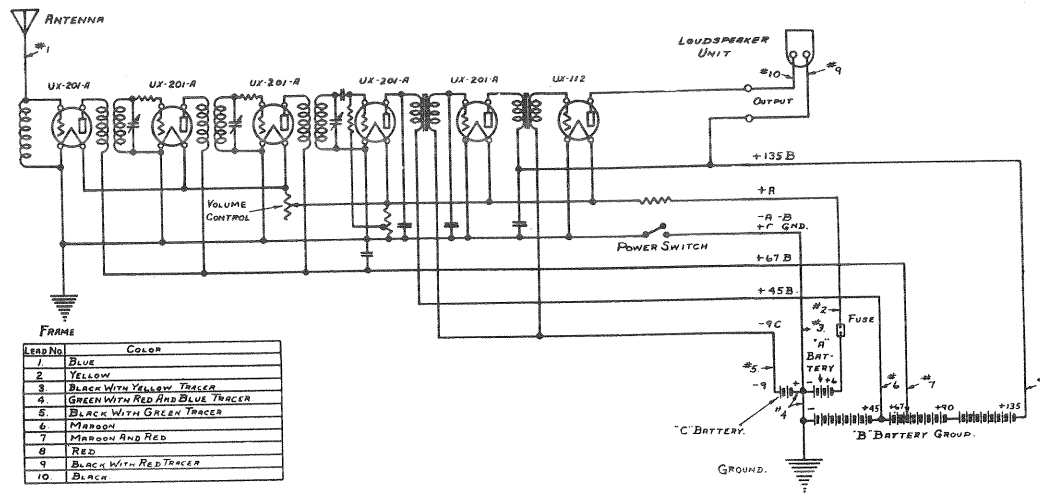 ANTENNA
#1
LOUDSPEAKER
UNIT
#10
#9
UX-201-A UX-201-A UX-201-A UX-201-A UX-201-A UX-112
OUTPUT
+135 B
+A
VOLUME
CONTROL
-A -B
+C GND.
POWER SWITCH
+67 B
+45 B.
#2
FUSE
#3.
"A"
BAT-
TERY
-9C
FRAME
#5
#6
#7
-9 + - +6
#4
-
+45 +67 +90 +135
"C" BATTERY.
"B" BATTERY GROUP.
GROUND.
LEAD NO. COLOR
1. BLUE
2 YELLOW
3. BLACK WITH YELLOW TRACER
4. GREEN WITH RED AND BLUE TRACER
5. BLACK WITH GREEN TRACER
6. MAROON
7 MAROON AND RED
8 RED
9 BLACK WITH RED TRACER
10. BLACK